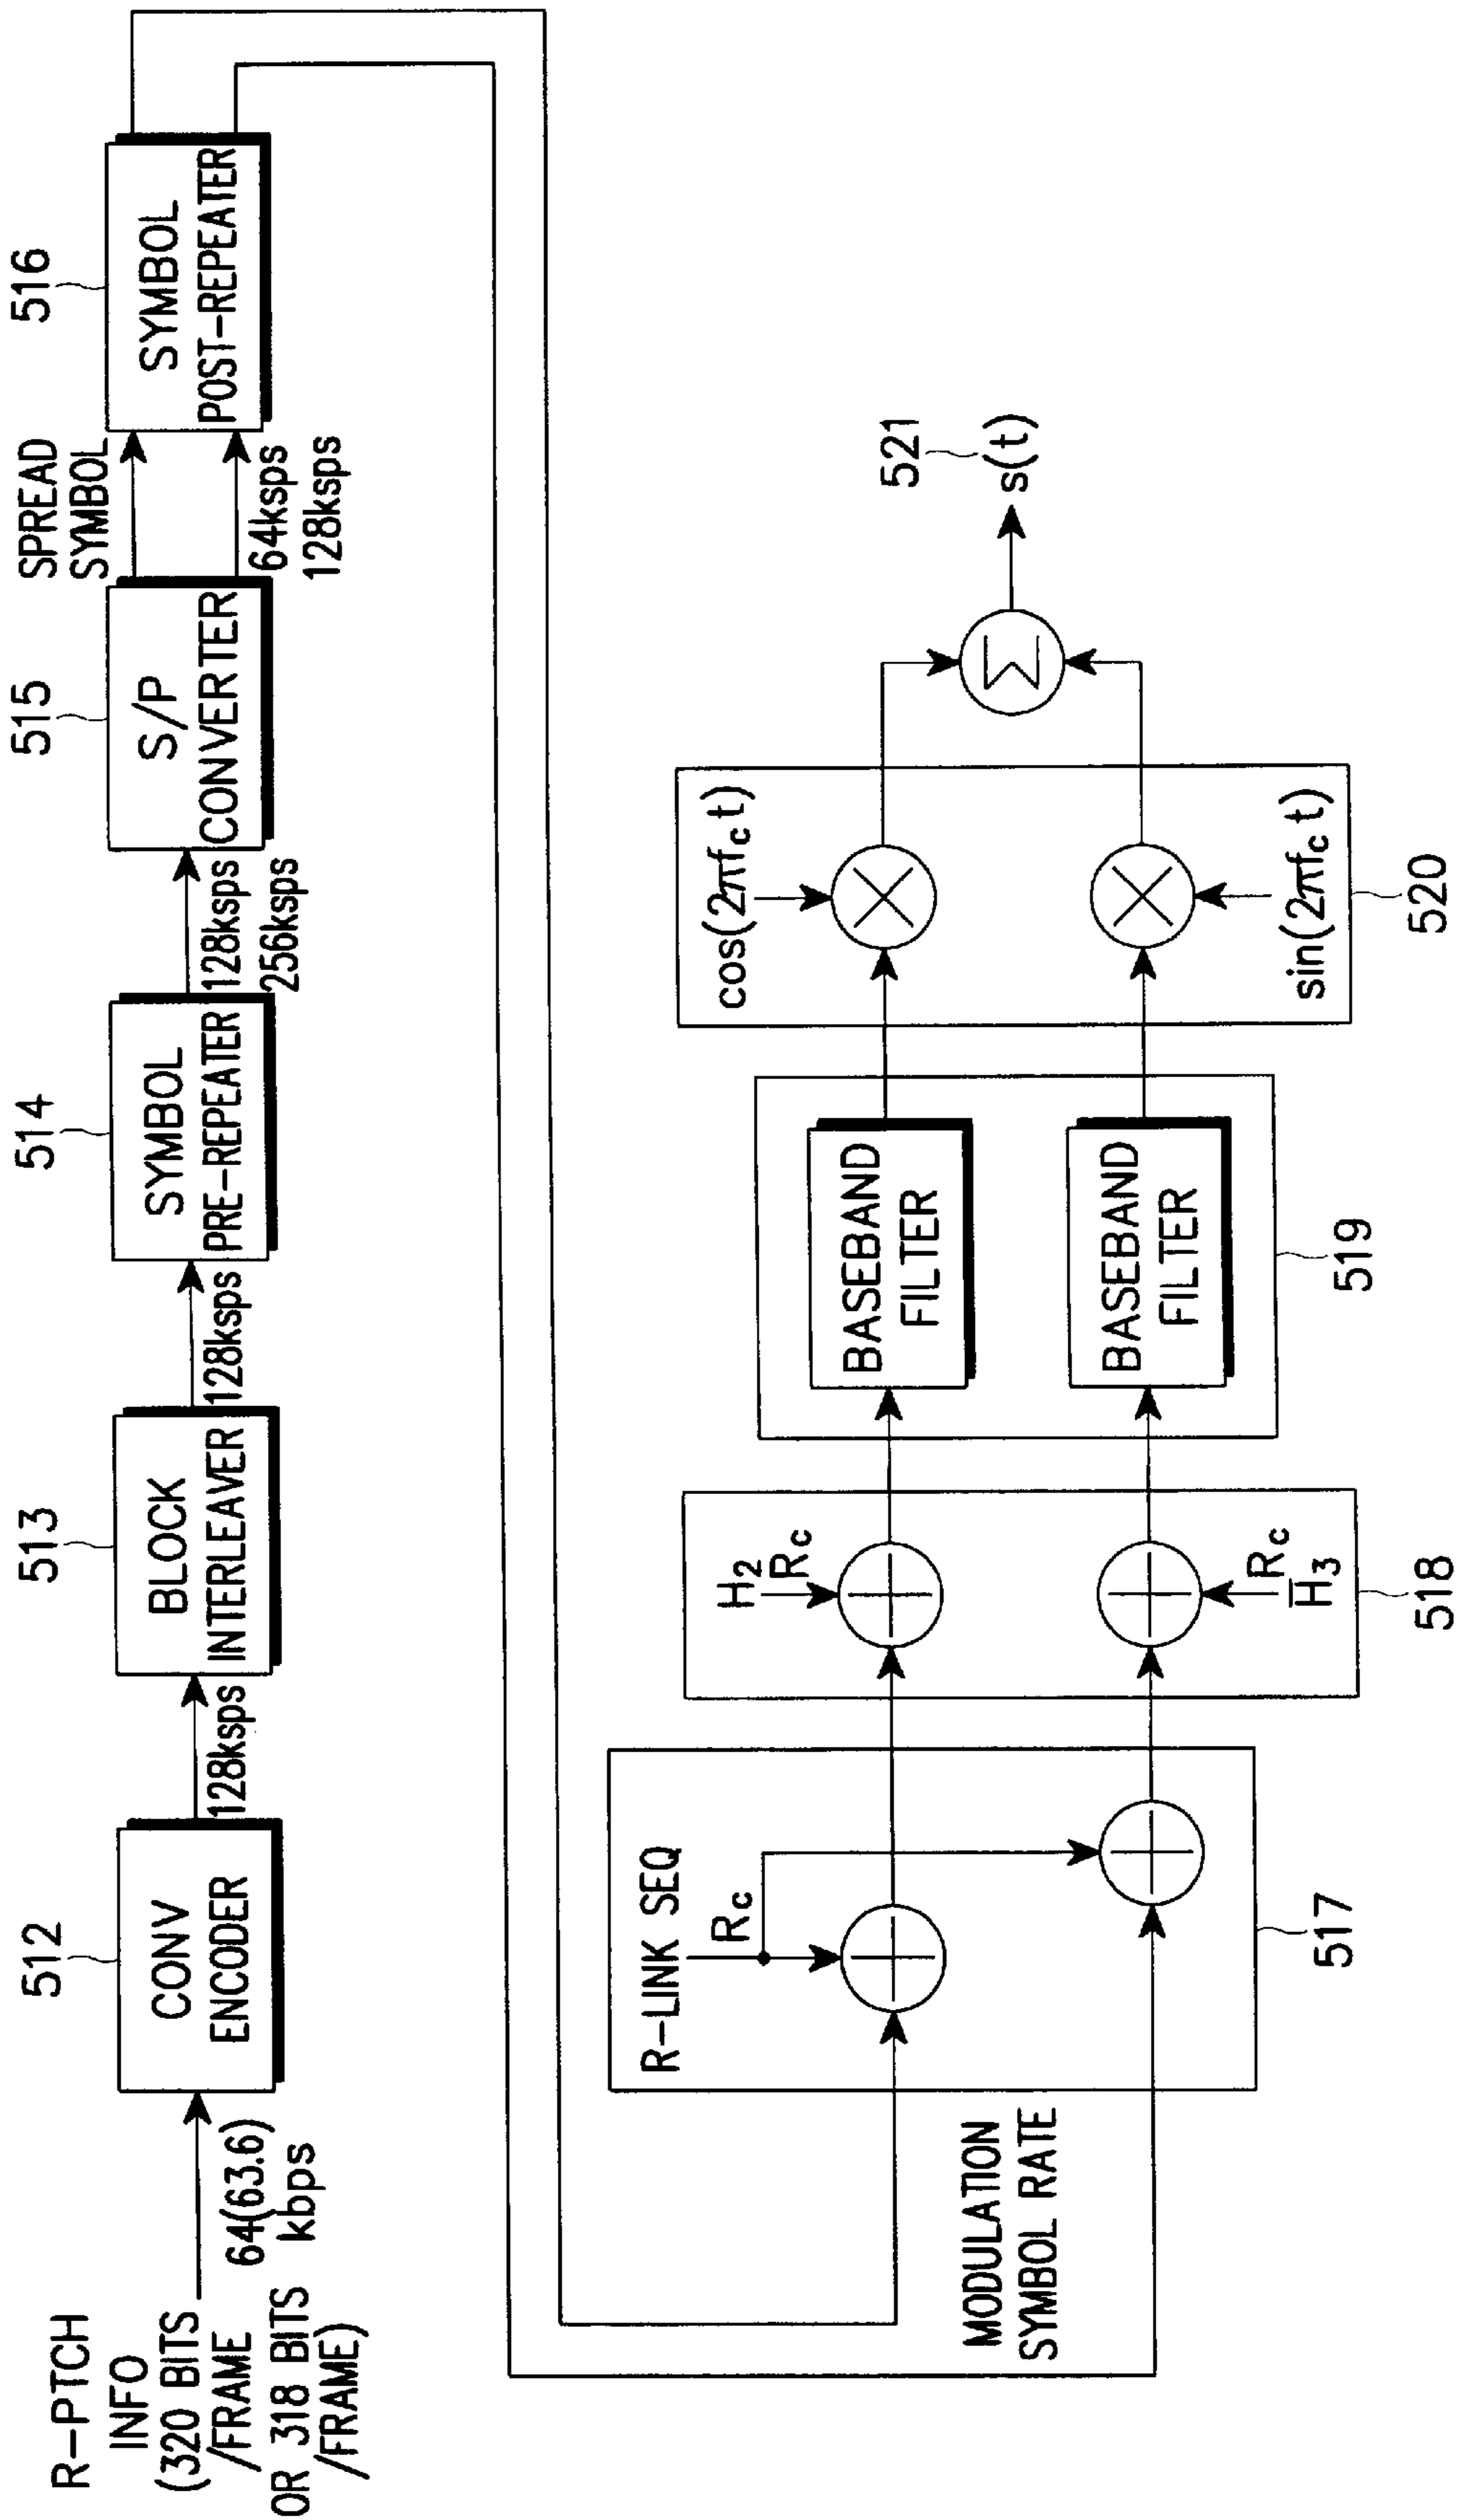 R-PTCH
INFO
(320 BITS
/FRAME
OR 318 BITS
/FRAME)
64(63.6)
kbps
512
CONV
ENCODER
128ksps
513
BLOCK
INTERLEAVER
128ksps
514
SYMBOL
PRE-REPEATER
128ksps
256ksps
515
S/P
CONVERTER
SPREAD
SYMBOL
64ksps
128ksps
516
SYMBOL
POST-REPEATER
MODULATION
SYMBOL RATE
R-LINK SEQ
Rc
517
H2
Rc
Rc
H̅3
518
BASEBAND
FILTER
BASEBAND
FILTER
519
cos(2πfct)
sin(2πfct)
520
Σ
521
s(t)